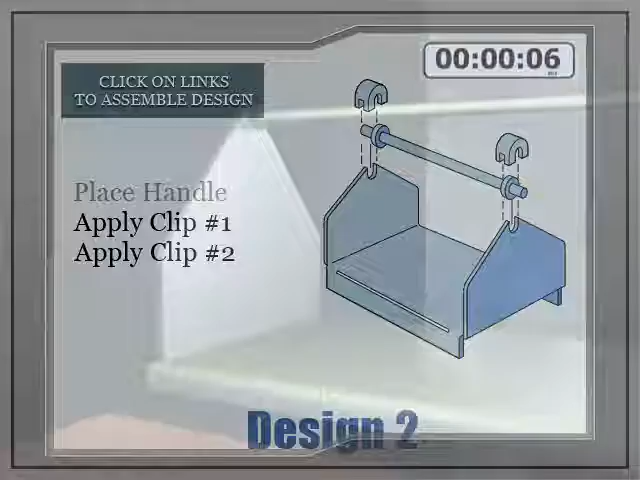 00:00:06
CLICK ON LINKS
TO ASSEMBLE DESIGN
Place Handle
Apply Clip #1
Apply Clip #2
Design 2